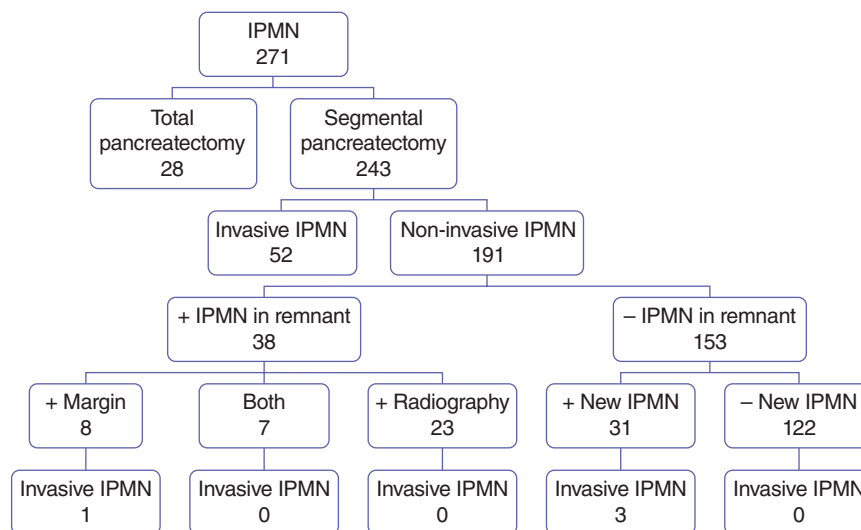 IPMN
271
Total
pancreatectomy
28
Segmental
pancreatectomy
243
Invasive IPMN
52
Non-invasive IPMN
191
+ IPMN in remnant
38
– IPMN in remnant
153
+ Margin
8
Both
7
+ Radiography
23
+ New IPMN
31
– New IPMN
122
Invasive IPMN
1
Invasive IPMN
0
Invasive IPMN
0
Invasive IPMN
3
Invasive IPMN
0